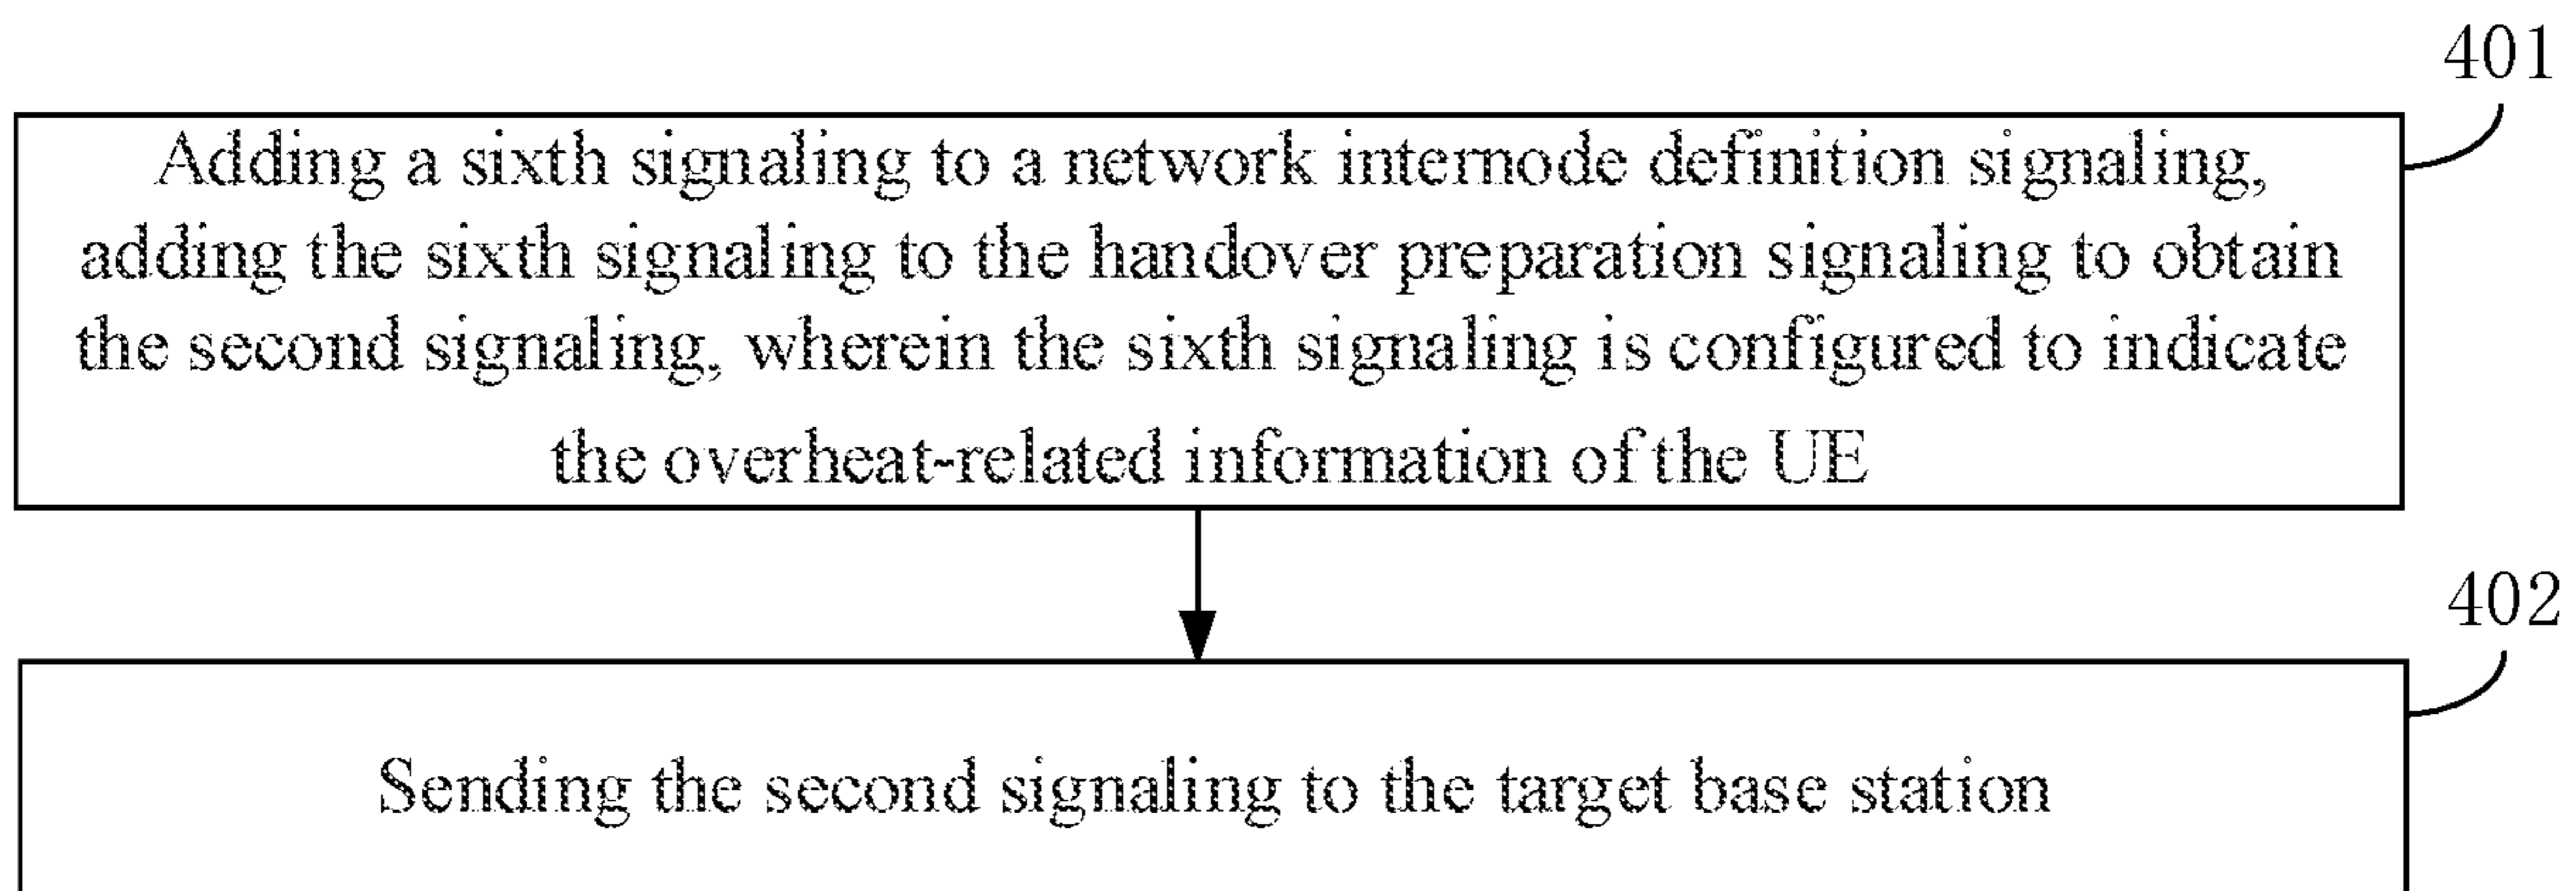 401
Adding a sixth signaling to a network internode definition signaling,
adding the sixth signaling to the handover preparation signaling to obtain
the second signaling, wherein the sixth signaling is configured to indicate
the overheat-related information of the UE
402
Sending the second signaling to the target base station